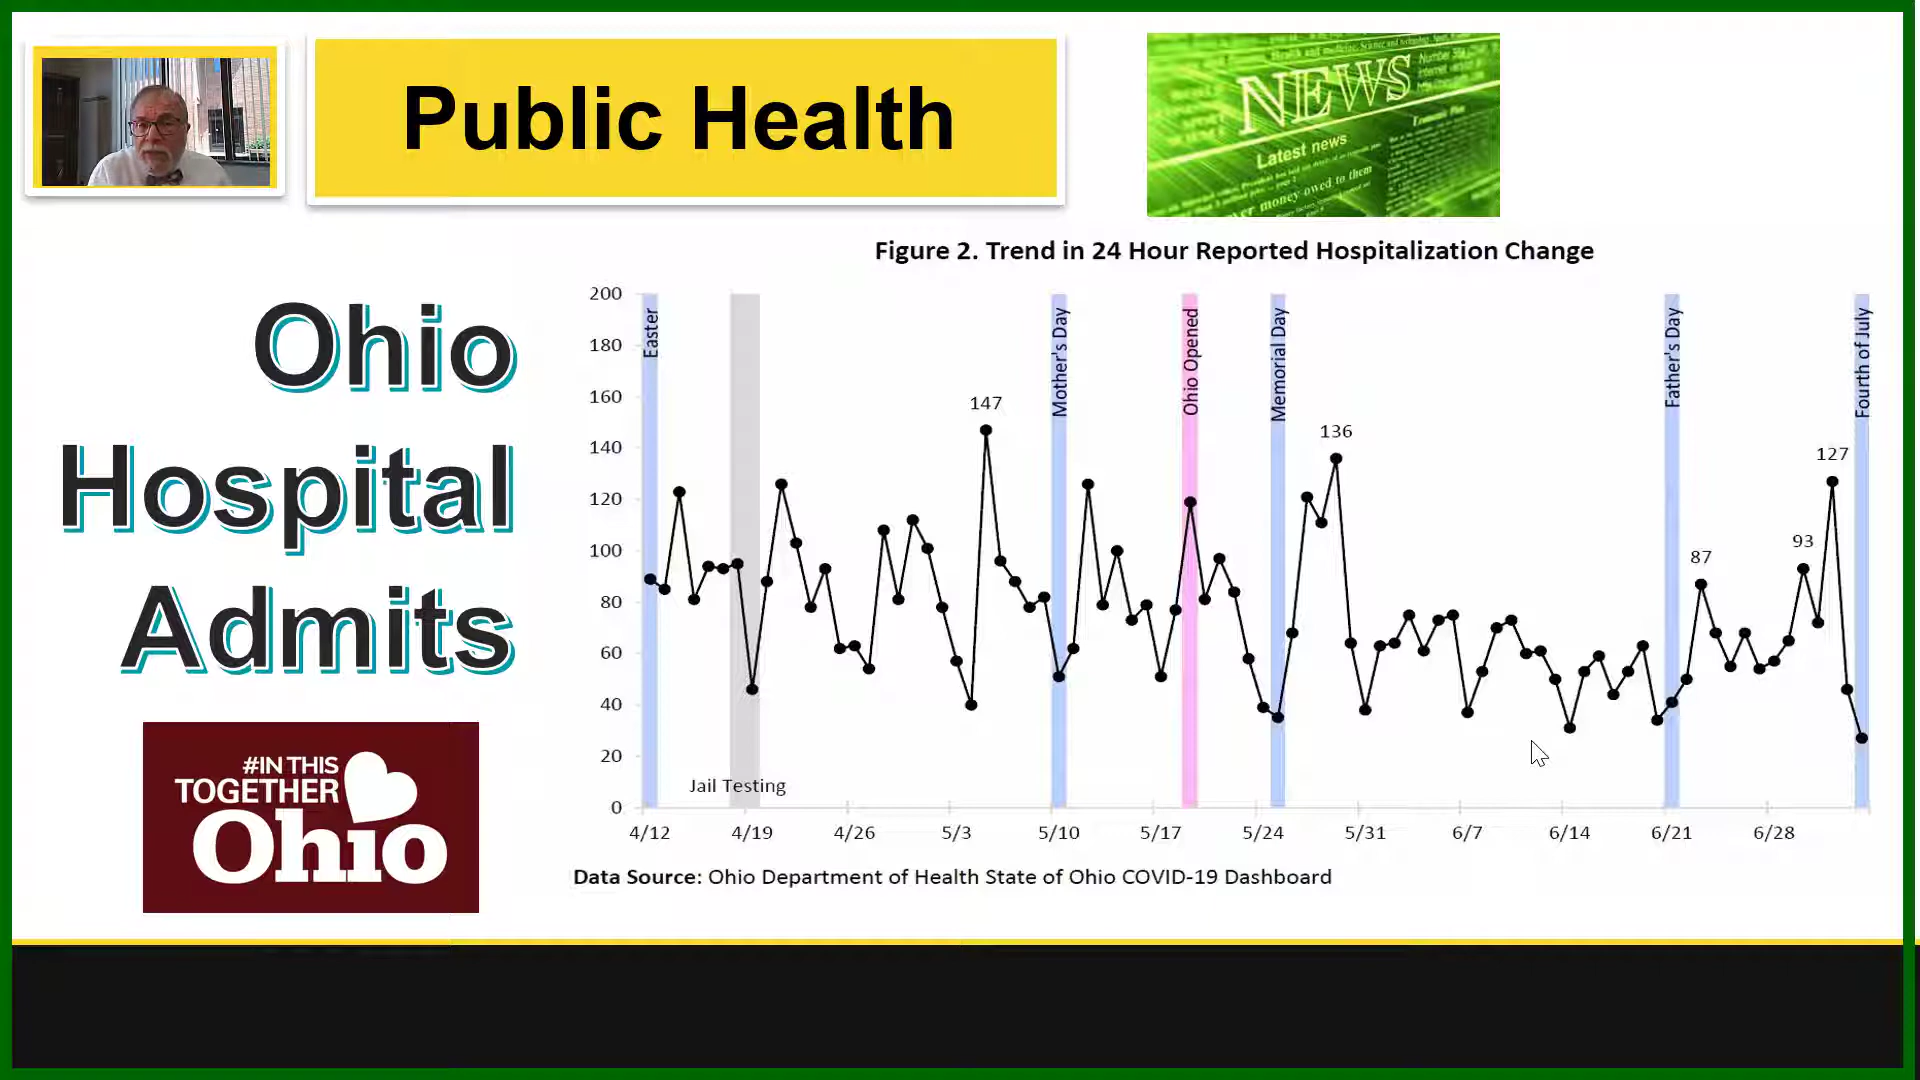 Public Health
NEWS
Latest news
Figure 2. Trend in 24 Hour Reported Hospitalization Change
Ohio
Hospital
Admits
#IN THIS
TOGETHER
Ohio
200
180
160
140
120
100
80
60
40
20
0
Easter
Jail Testing
Mother's Day
Ohio Opened
Memorial Day
Father's Day
Fourth of July
147
136
87
93
127
4/12
4/19
4/26
5/3
5/10
5/17
5/24
5/31
6/7
6/14
6/21
6/28
Data Source: Ohio Department of Health State of Ohio COVID-19 Dashboard